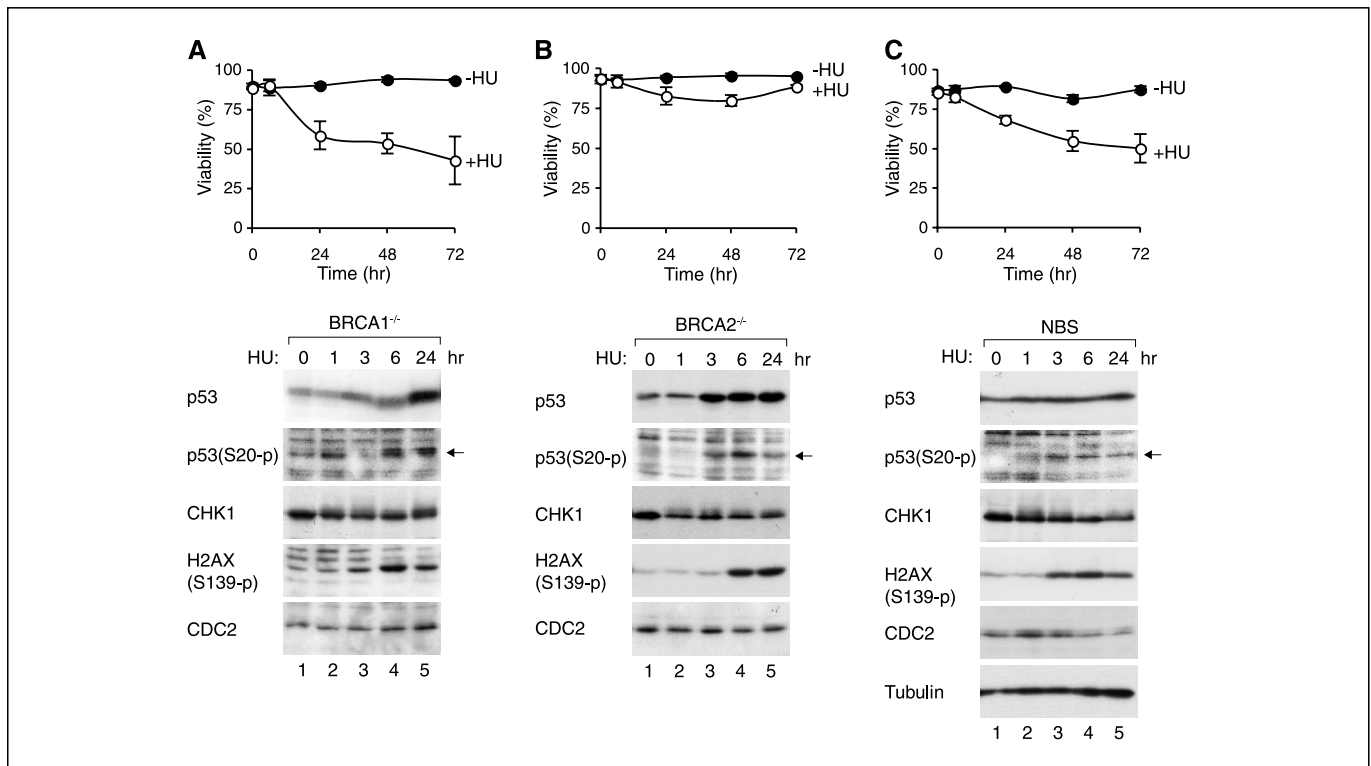 A
Viability (%)
100
75
50
25
0
-HU
+HU
0 24 48 72
Time (hr)
BRCA1-/-
HU: 0 1 3 6 24 hr
p53
p53(S20-p)
CHK1
H2AX
(S139-p)
CDC2
1 2 3 4 5
B
Viability (%)
100
75
50
25
0
-HU
+HU
0 24 48 72
Time (hr)
BRCA2-/-
HU: 0 1 3 6 24 hr
p53
p53(S20-p)
CHK1
H2AX
(S139-p)
CDC2
1 2 3 4 5
C
Viability (%)
100
75
50
25
0
-HU
+HU
0 24 48 72
Time (hr)
NBS
HU: 0 1 3 6 24 hr
p53
p53(S20-p)
CHK1
H2AX
(S139-p)
CDC2
Tubulin
1 2 3 4 5